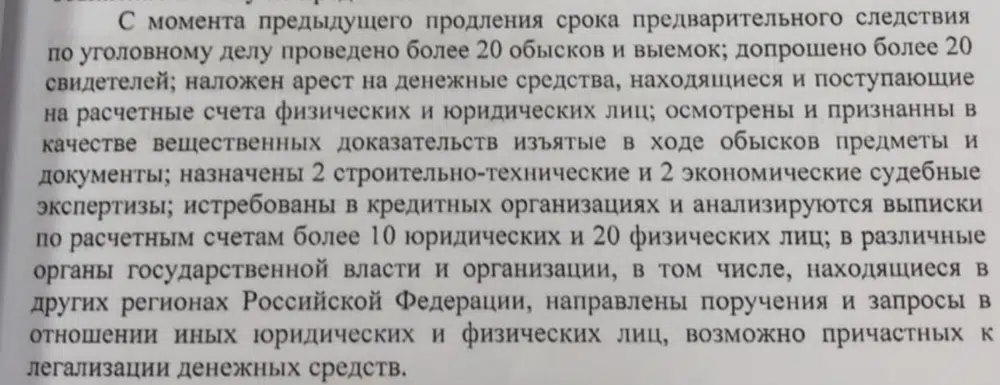 С момента предыдущего продления срока предварительного следствия
по уголовному делу проведено более 20 обысков и выемок; допрошено более 20
свидетелей; наложен арест на денежные средства, находящиеся и поступающие
на расчетные счета физических и юридических лиц; осмотрены и признанны в
качестве вещественных доказательств изъятые в ходе обысков предметы и
документы; назначены 2 строительно-технические и 2 экономические судебные
экспертизы; истребованы в кредитных организациях и анализируются выписки
по расчетным счетам более 10 юридических и 20 физических лиц; в различные
органы государственной власти и организации, в том числе, находящиеся в
других регионах Российской Федерации, направлены поручения и запросы в
отношении иных юридических и физических лиц, возможно причастных к
легализации денежных средств.